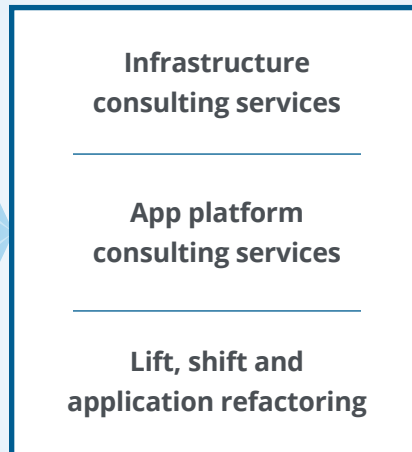 Infrastructure
consulting services
App platform
consulting services
Lift, shift and
application refactoring